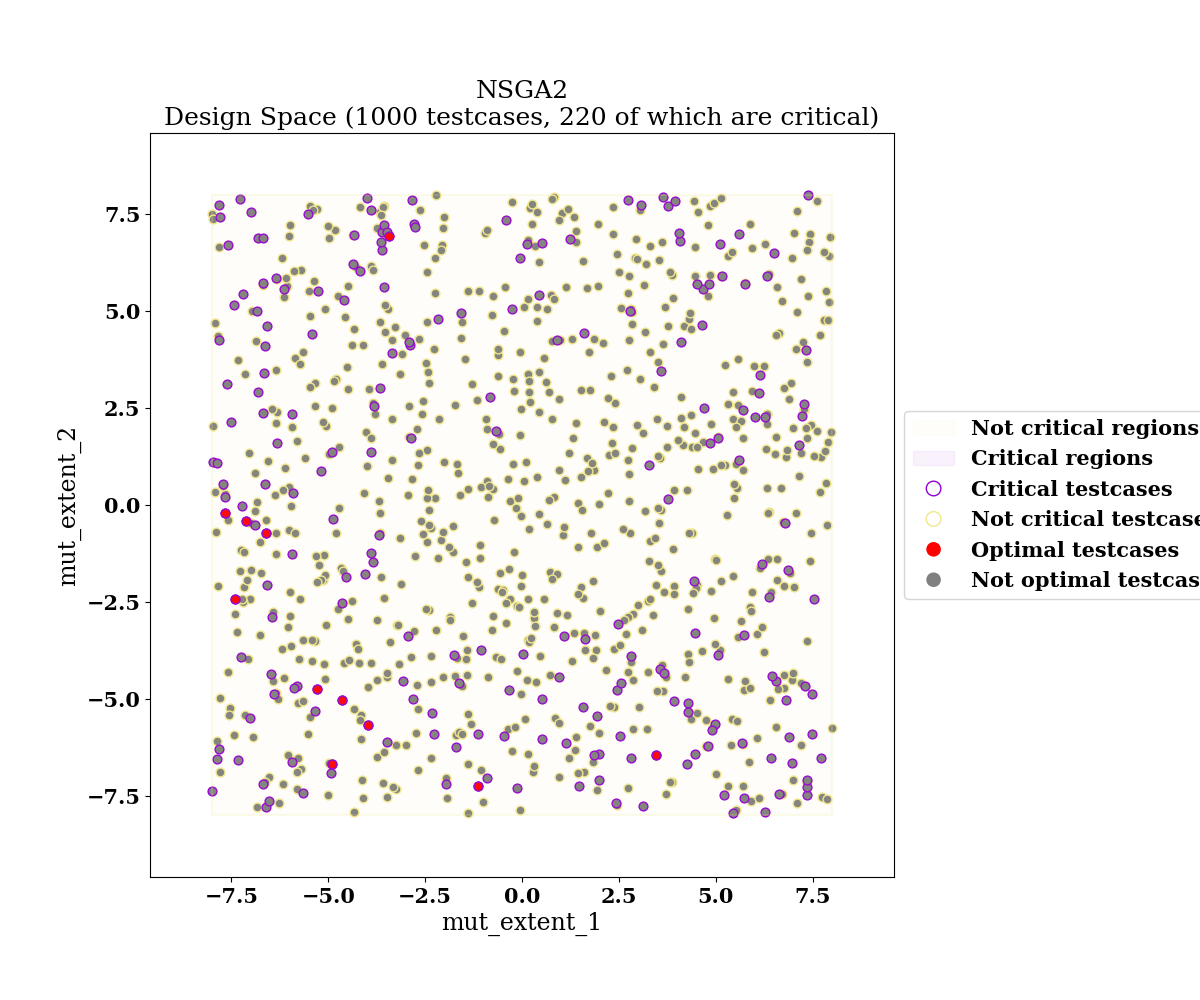 NSGA2
Design Space (1000 testcases, 220 of which are critical)
7.5
5.0
2.5
0.0
−2.5
−5.0
−7.5
mut_extent_2
−7.5 −5.0 −2.5 0.0 2.5 5.0 7.5
mut_extent_1
Not critical regions
Critical regions
Critical testcases
Not critical testcase
Optimal testcases
Not optimal testcas